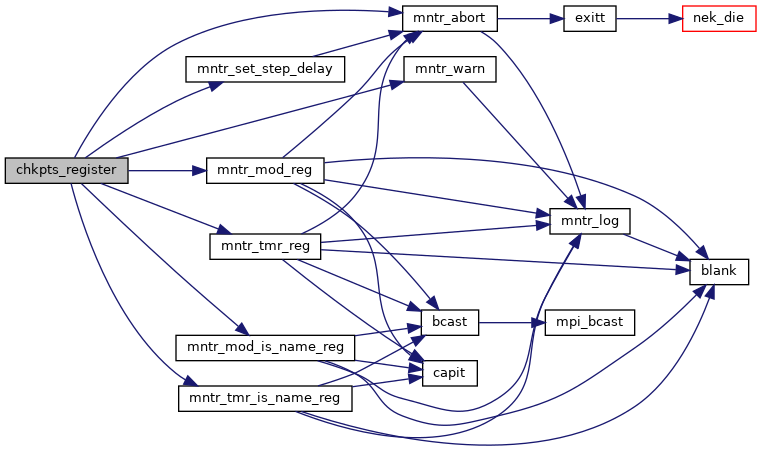 chkpts_register
mntr_abort
exitt
nek_die
mntr_set_step_delay
mntr_warn
mntr_mod_reg
mntr_log
mntr_tmr_reg
blank
bcast
mpi_bcast
mntr_mod_is_name_reg
capit
mntr_tmr_is_name_reg